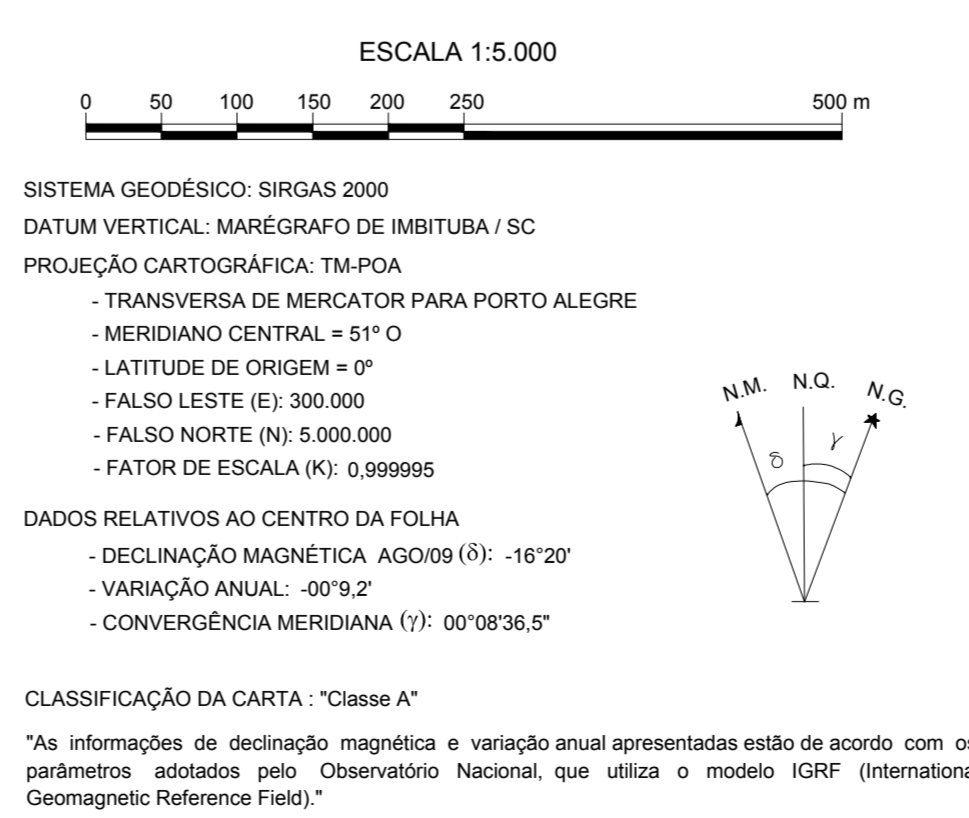 ESCALA 1:5.000
0 50 100 150 200 250 500 m
SISTEMA GEODÉSICO: SIRGAS 2000
DATUM VERTICAL: MARÉGRAFO DE IMBITUBA / SC
PROJEÇÃO CARTOGRÁFICA: TM-POA
- TRANSVERSA DE MERCATOR PARA PORTO ALEGRE
- MERIDIANO CENTRAL = 51º O
- LATITUDE DE ORIGEM = 0º
- FALSO LESTE (E): 300.000
- FALSO NORTE (N): 5.000.000
- FATOR DE ESCALA (K): 0,999995
N.M. N.Q. N.G.
δ γ
DADOS RELATIVOS AO CENTRO DA FOLHA
- DECLINAÇÃO MAGNÉTICA AGO/09 (δ): -16°20'
- VARIAÇÃO ANUAL: -00°9,2'
- CONVERGÊNCIA MERIDIANA (γ): 00°08'36,5"
CLASSIFICAÇÃO DA CARTA : "Classe A"
"As informações de declinação magnética e variação anual apresentadas estão de acordo com os
parâmetros adotados pelo Observatório Nacional, que utiliza o modelo IGRF (Internationa
Geomagnetic Reference Field)."